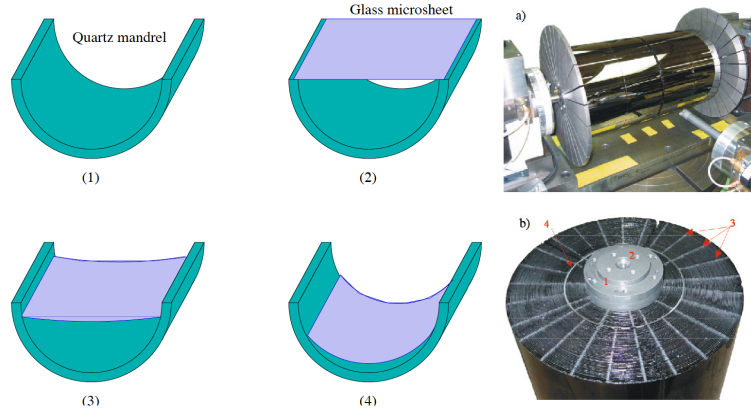 Quartz mandrel
(1)
Glass microsheet
(2)
(3)
(4)
a)
b)
4
3
2
1